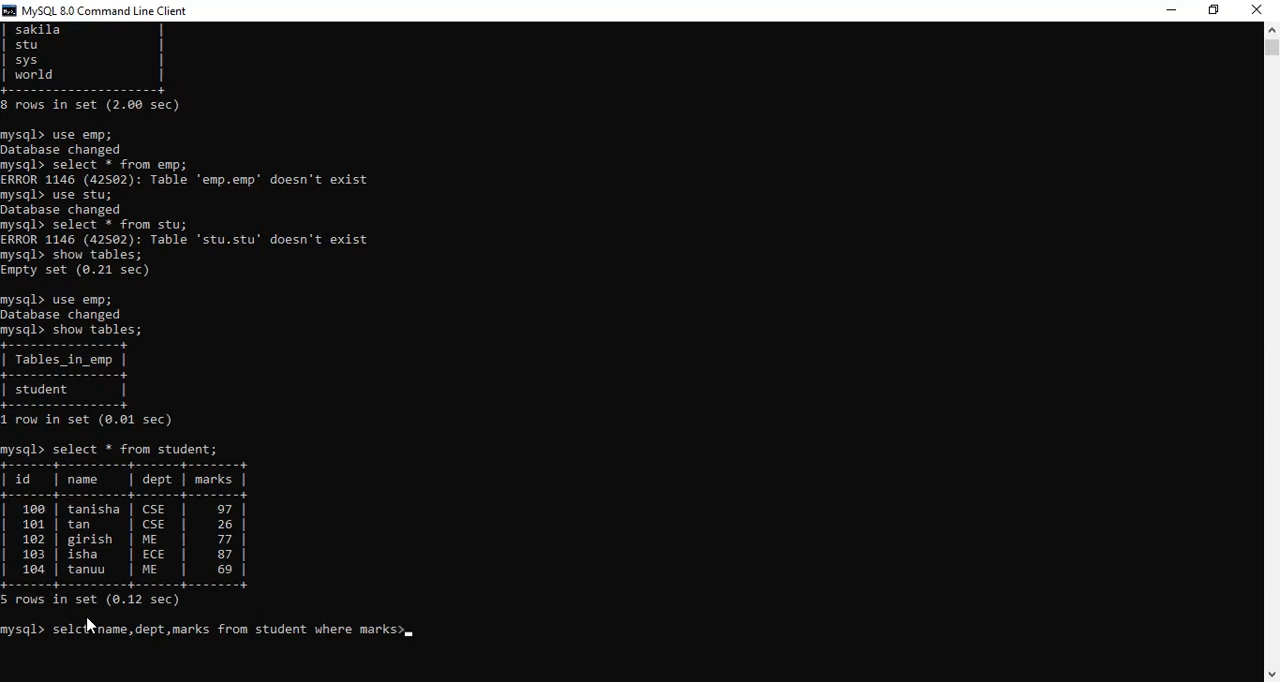 MySQL 8.0 Command Line Client
| sakila             |
| stu                |
| sys                |
| world              |
+--------------------+
8 rows in set (2.00 sec)
mysql> use emp;
Database changed
mysql> select * from emp;
ERROR 1146 (42S02): Table 'emp.emp' doesn't exist
mysql> use stu;
Database changed
mysql> select * from stu;
ERROR 1146 (42S02): Table 'stu.stu' doesn't exist
mysql> show tables;
Empty set (0.21 sec)
mysql> use emp;
Database changed
mysql> show tables;
+---------------+
| Tables_in_emp |
+---------------+
| student       |
+---------------+
1 row in set (0.01 sec)
mysql> select * from student;
+------+---------+------+-------+
| id   | name    | dept | marks |
+------+---------+------+-------+
|  100 | tanisha | CSE  |    97 |
|  101 | tan     | CSE  |    26 |
|  102 | girish  | ME   |    77 |
|  103 | isha    | ECE  |    87 |
|  104 | tanuu   | ME   |    69 |
+------+---------+------+-------+
5 rows in set (0.12 sec)
mysql> selct name,dept,marks from student where marks>